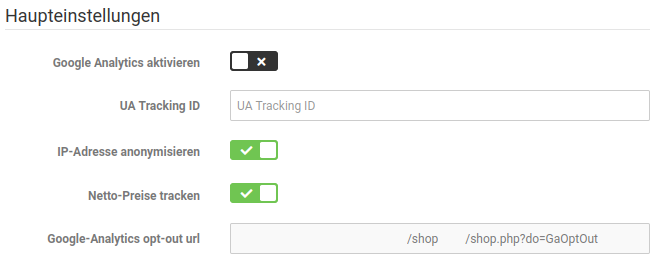 Haupteinstellungen
Google Analytics aktivieren
UA Tracking ID UA Tracking ID
IP-Adresse anonymisieren
Netto-Preise tracken
Google-Analytics opt-out url /shop /shop.php?do=GaOptOut